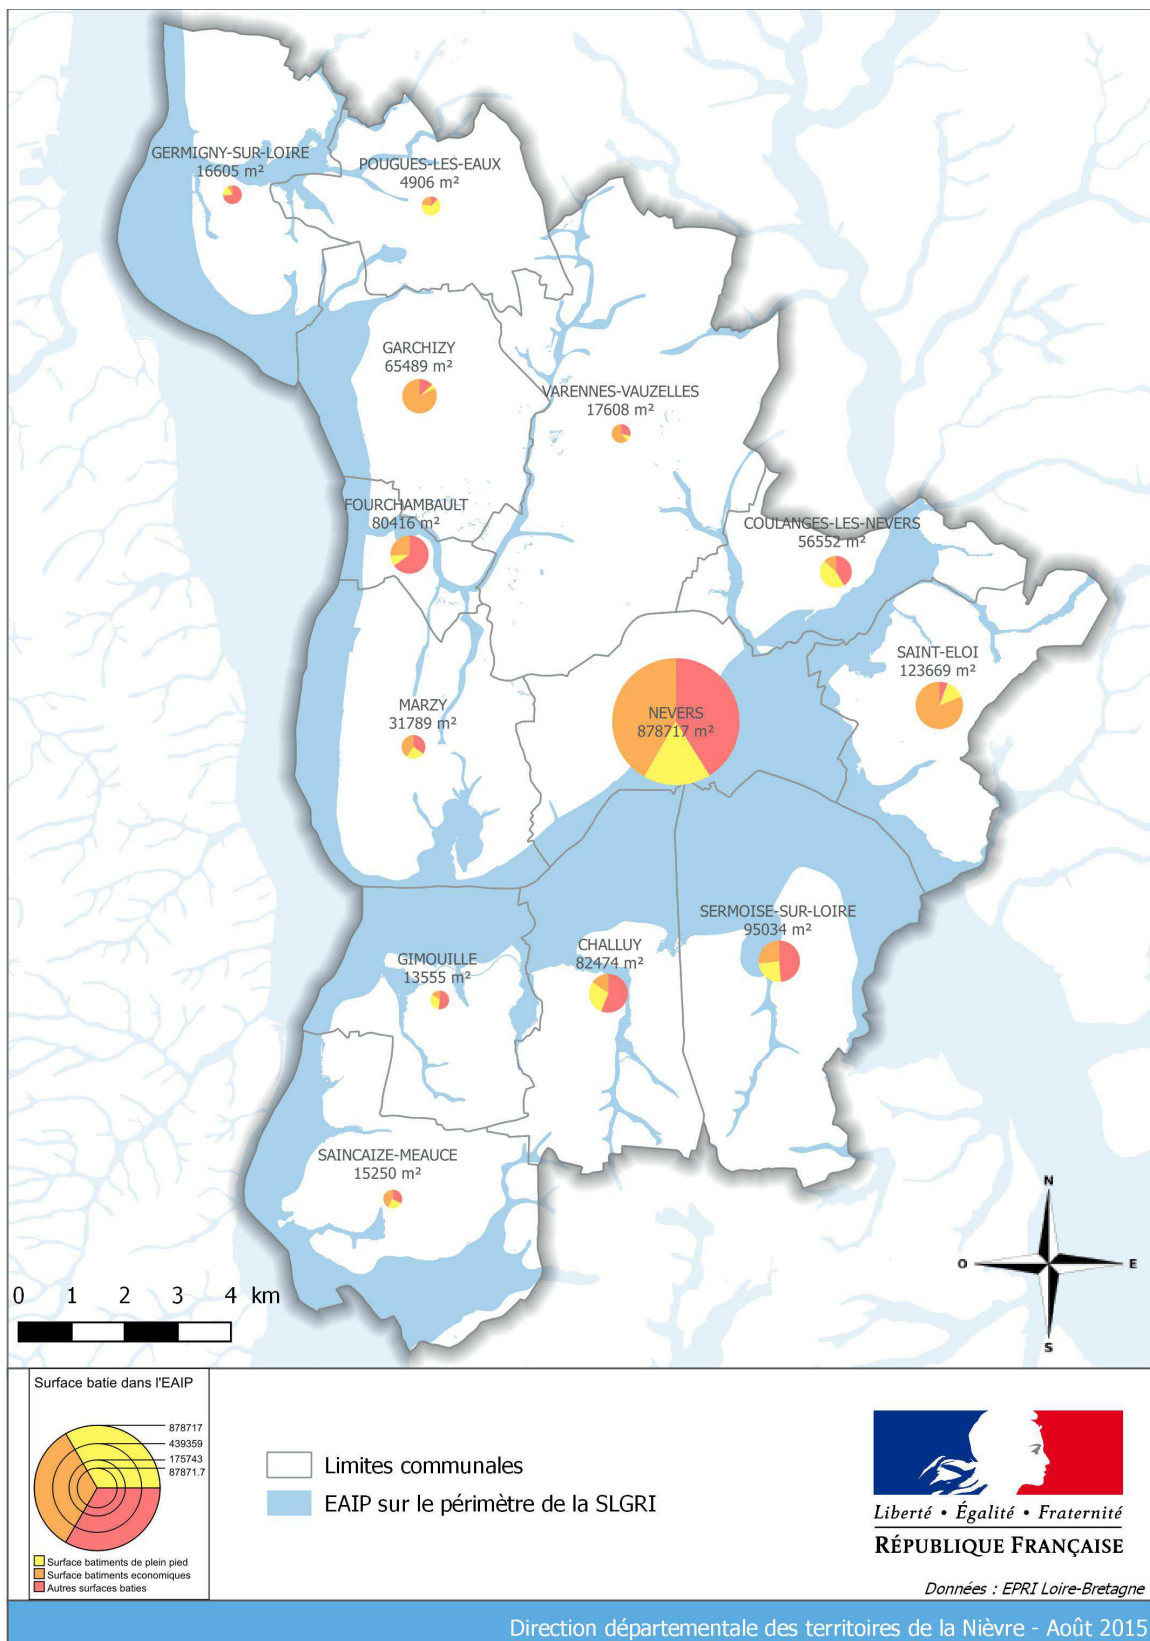 GERMIGNY-SUR-LOIRE
16605 m²
POUGUES-LES-EAUX
4906 m²
GARCHIZY
65489 m²
VARENNES-VAUZELLES
17608 m²
FOURCHAMBAULT
80416 m²
COULANGES-LES-NEVERS
56552 m²
SAINT-ELOI
123669 m²
MARZY
31789 m²
NEVERS
878717 m²
SERMOISE-SUR-LOIRE
95034 m²
CHALLUY
82474 m²
GIMOUILLE
13555 m²
SAINCAIZE-MEAUCE
15250 m²
N
O
E
S
0 1 2 3 4 km
Surface batie dans l'EAIP
878717
439359
175743
87871.7
Surface batiments de plein pied
Surface batiments economiques
Autres surfaces baties
Limites communales
EAIP sur le périmètre de la SLGRI
Liberté • Égalité • Fraternité
RÉPUBLIQUE FRANÇAISE
Données : EPRI Loire-Bretagne
Direction départementale des territoires de la Nièvre - Août 2015